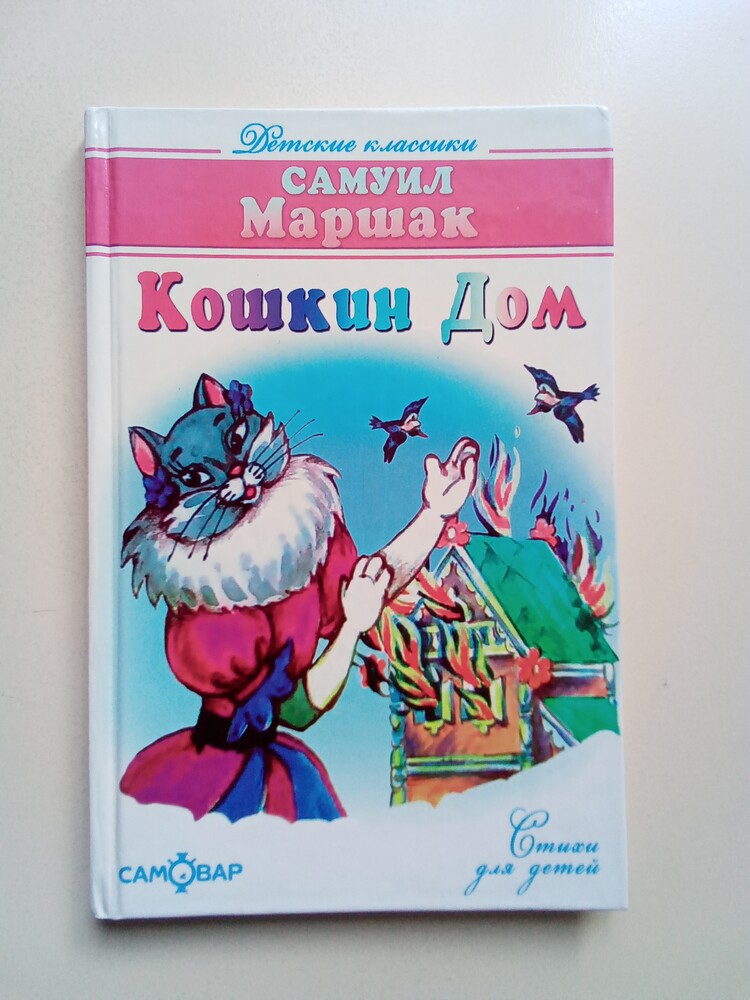 Детские классики
САМУИЛ
Маршак
Кошкин Дом
Стихи
для детей
САМОВАР